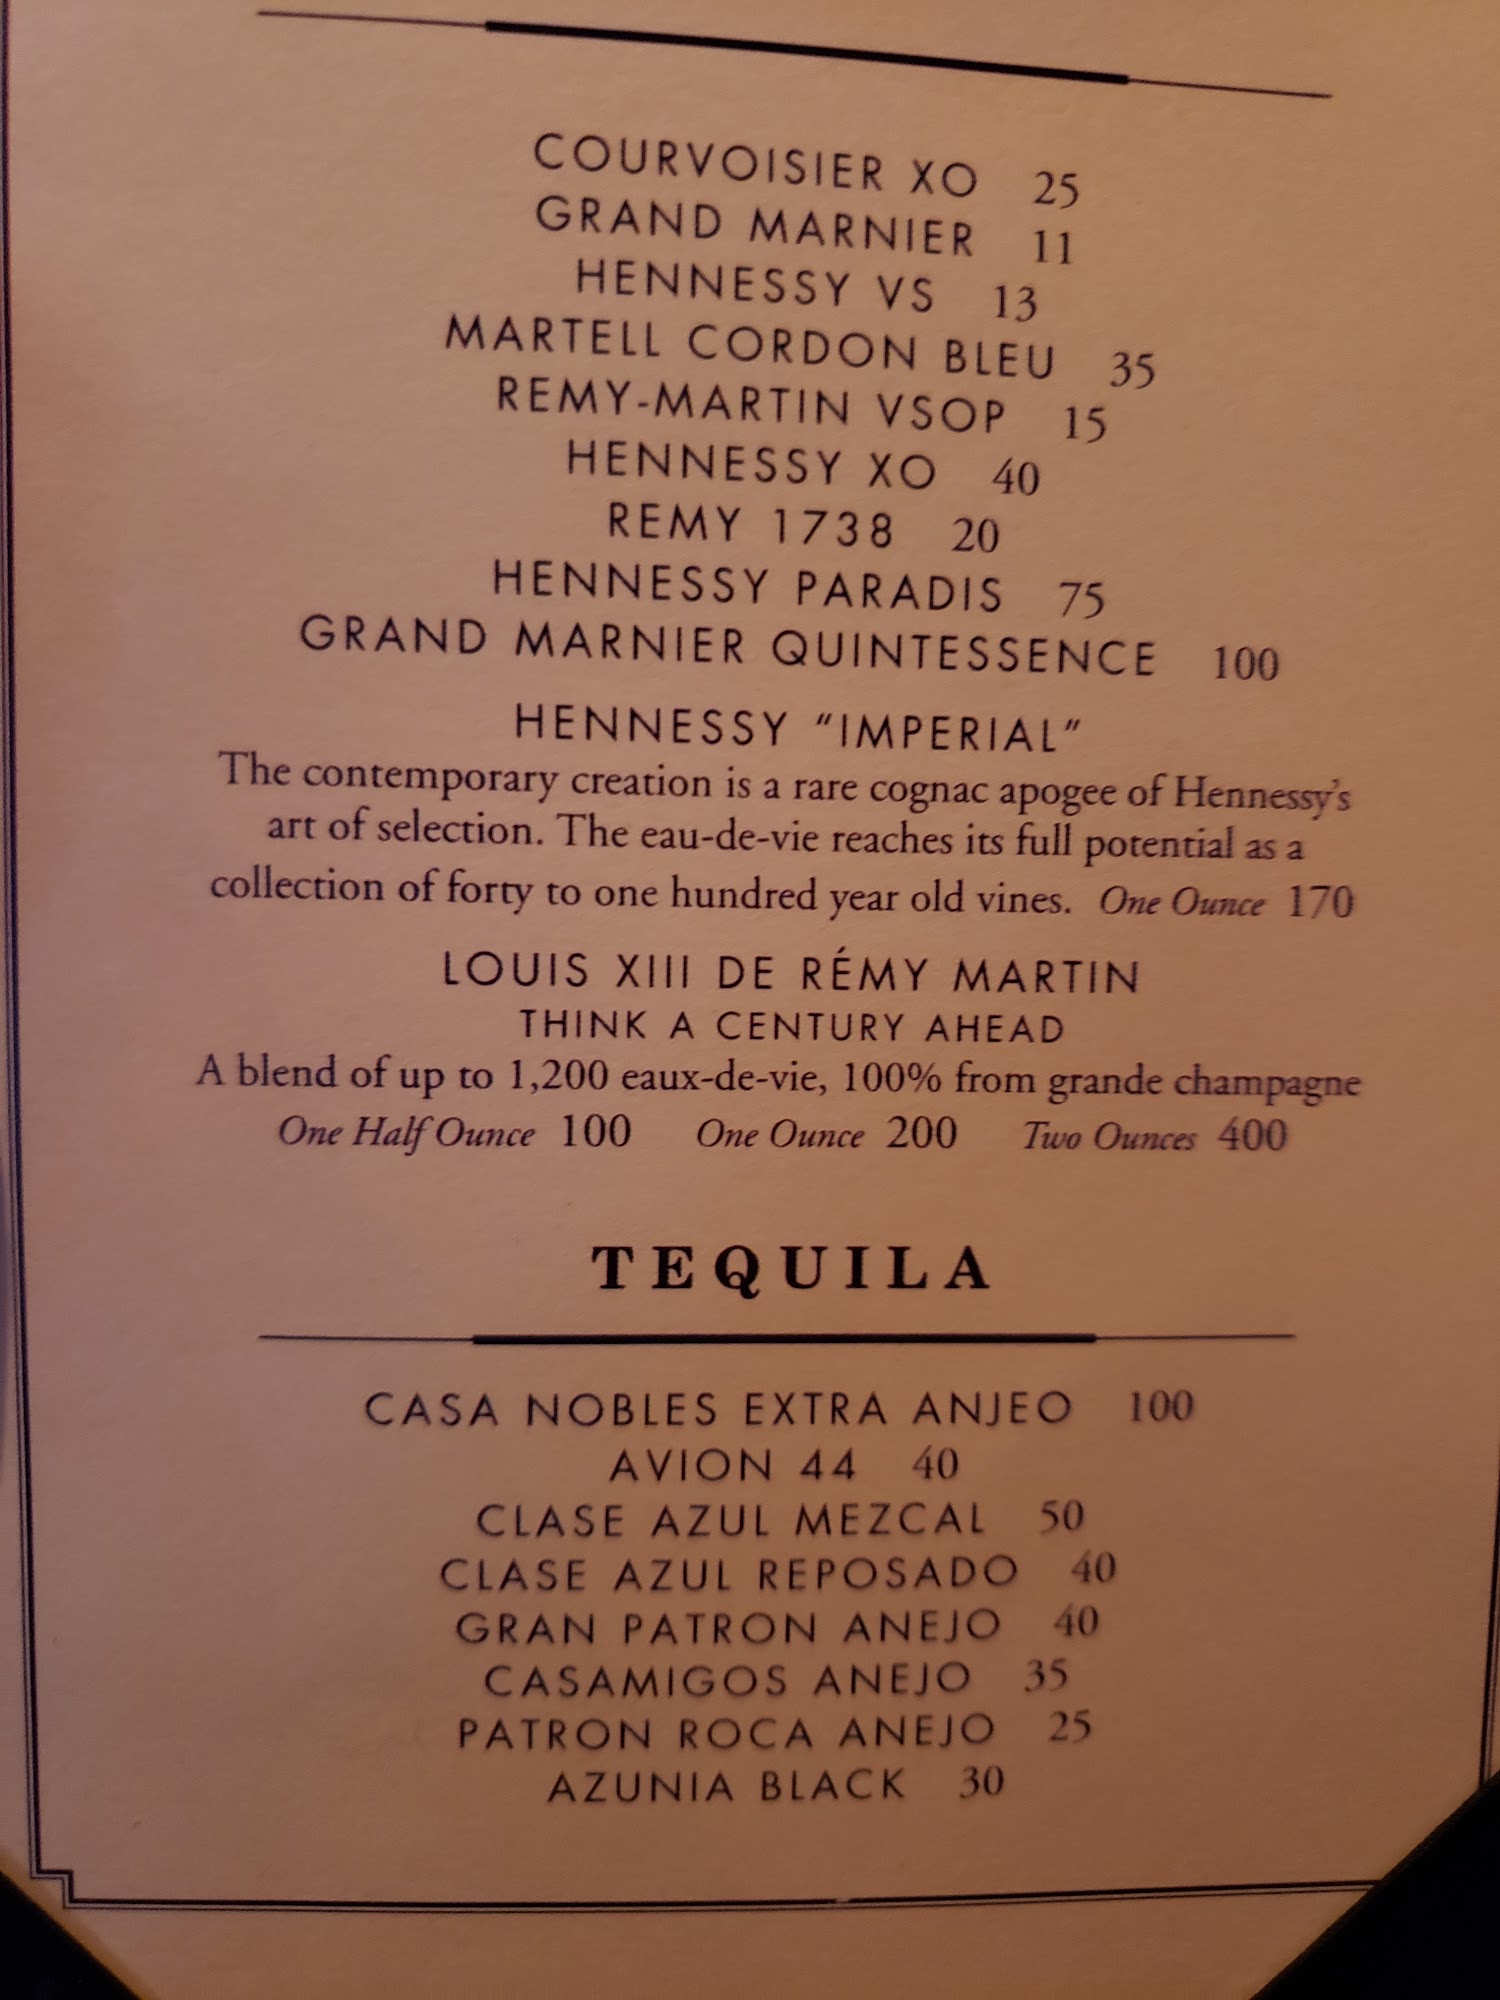 COURVOISIER XO 25
GRAND MARNIER 11
HENNESSY VS 13
MARTELL CORDON BLEU 35
REMY-MARTIN VSOP 15
HENNESSY XO 40
REMY 1738 20
HENNESSY PARADIS 75
GRAND MARNIER QUINTESSENCE 100
HENNESSY “IMPERIAL”
The contemporary creation is a rare cognac apogee of Hennessy’s
art of selection. The eau-de-vie reaches its full potential as a
collection of forty to one hundred year old vines. One Ounce 170
LOUIS XIII DE RÉMY MARTIN
THINK A CENTURY AHEAD
A blend of up to 1,200 eaux-de-vie, 100% from grande champagne
One Half Ounce 100 One Ounce 200 Two Ounces 400
TEQUILA
CASA NOBLES EXTRA ANJEO 100
AVION 44 40
CLASE AZUL MEZCAL 50
CLASE AZUL REPOSADO 40
GRAN PATRON ANEJO 40
CASAMIGOS ANEJO 35
PATRON ROCA ANEJO 25
AZUNIA BLACK 30